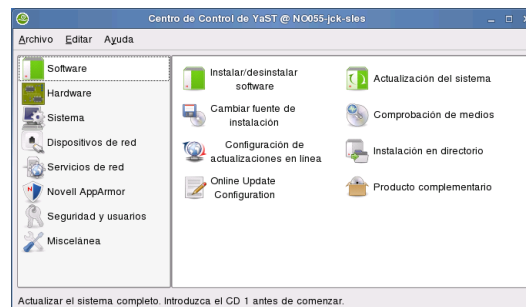 Centro de Control de YaST @ NO055-jck-sles
Archivo Editar Ayuda
Software
Hardware
Sistema
Dispositivos de red
Servicios de red
Novell AppArmor
Seguridad y usuarios
Miscelánea
Instalar/desinstalar
software
Actualización del sistema
Cambiar fuente de
instalación
Comprobación de medios
Configuración de
actualizaciones en línea
Instalación en directorio
Online Update
Configuration
Producto complementario
Actualizar el sistema completo. Introduzca el CD 1 antes de comenzar.